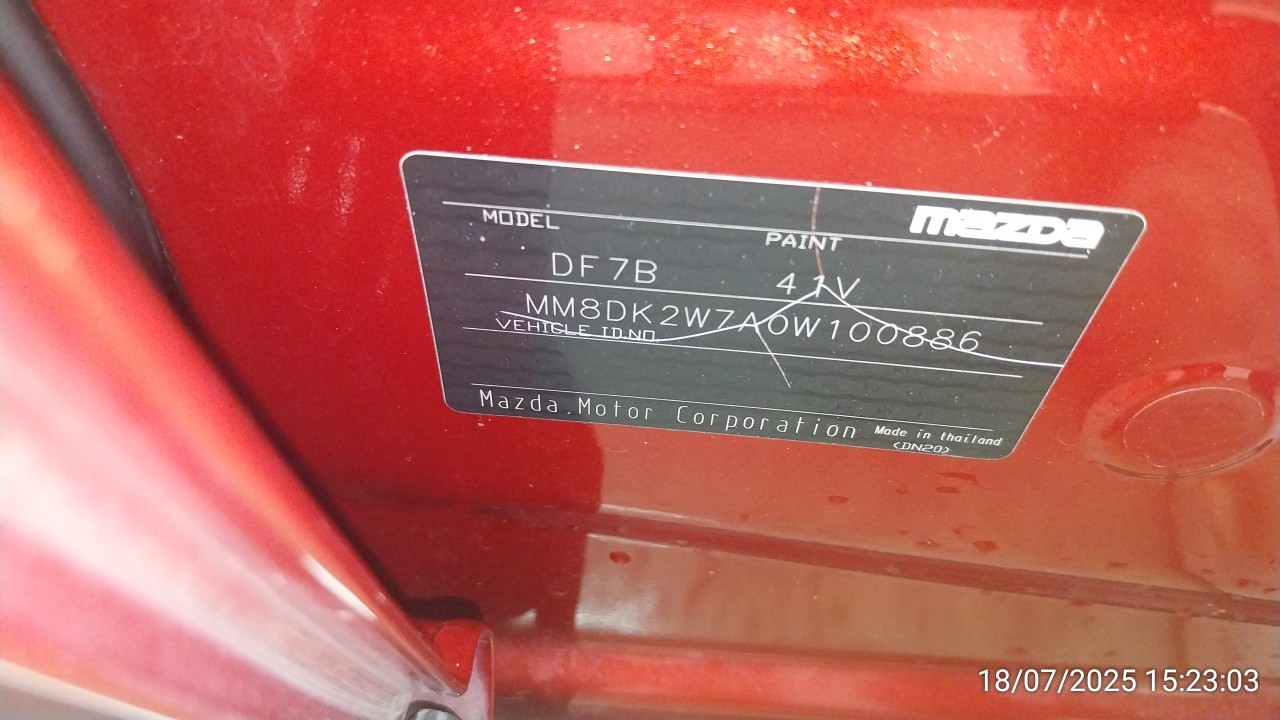 mazda
MODEL PAINT
DF7B 41V
MM8DK2W7A0W100886
VEHICLE ID.NO.
Mazda Motor Corporation Made in thailand
(DN20)
18/07/2025 15:23:03